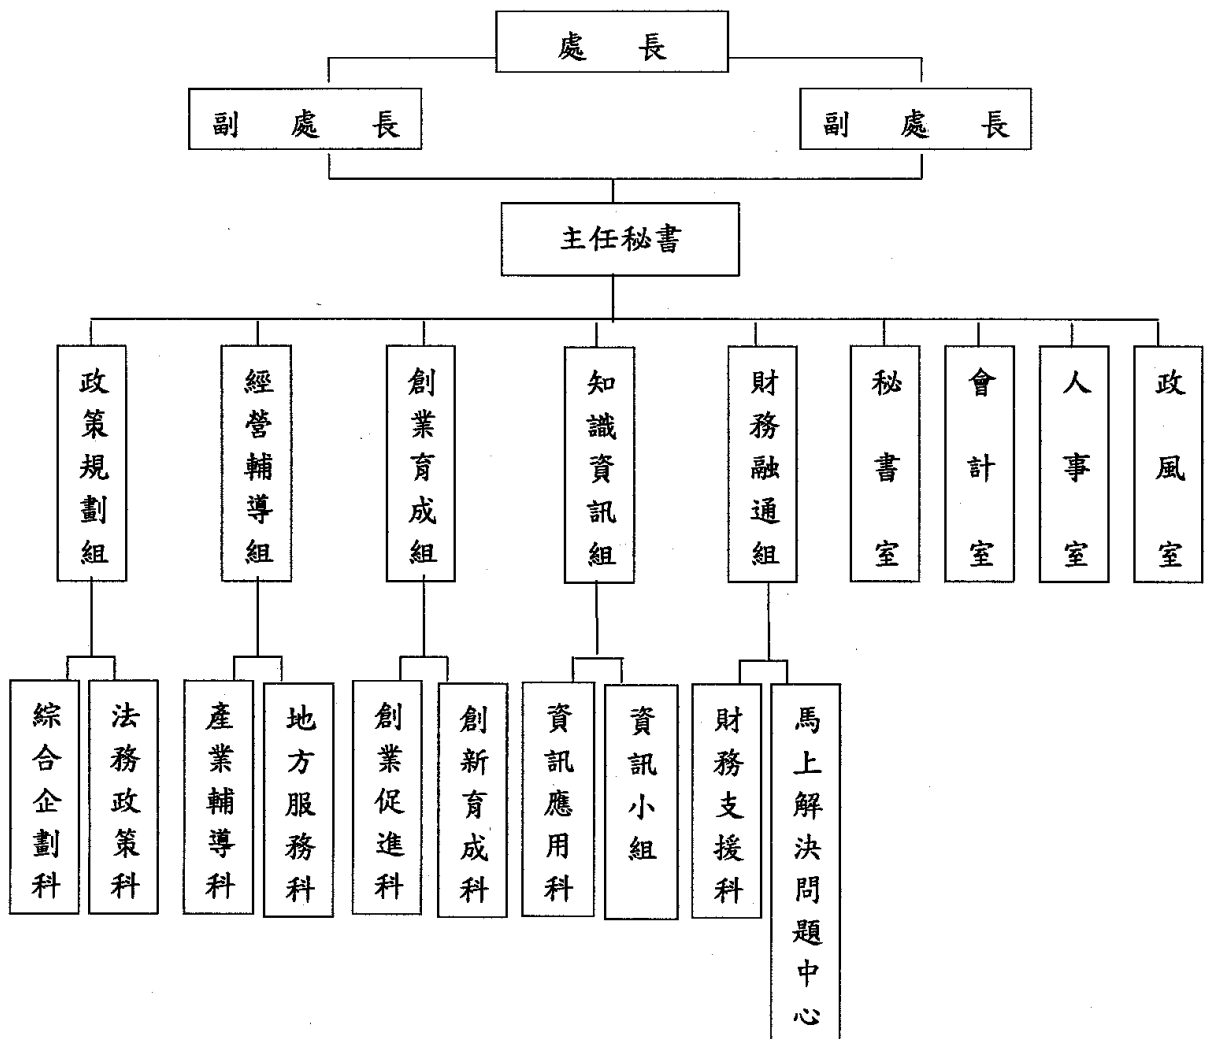 處長
副處長
副處長
主任秘書
政策規劃組
經營輔導組
創業育成組
知識資訊組
財務融通組
秘書室
會計室
人事室
政風室
綜合企劃科
法務政策科
產業輔導科
地方服務科
創業促進科
創新育成科
資訊應用科
資訊小組
財務支援科
馬上解決問題中心